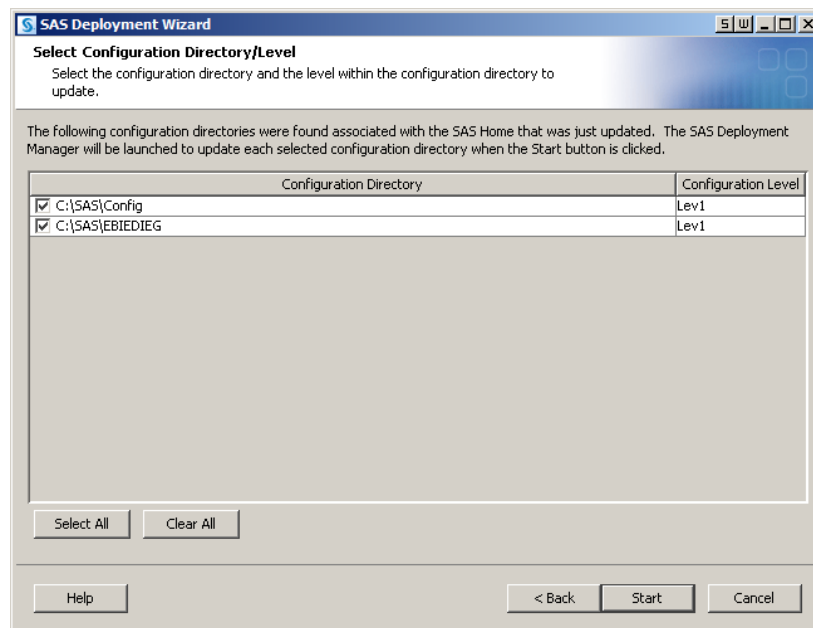 SAS Deployment Wizard
S W
Select Configuration Directory/Level
Select the configuration directory and the level within the configuration directory to
update.
The following configuration directories were found associated with the SAS Home that was just updated. The SAS Deployment
Manager will be launched to update each selected configuration directory when the Start button is clicked.
Configuration Directory Configuration Level
C:\SAS\Config Lev1
C:\SAS\EBIEDIEG Lev1
Select All Clear All
Help < Back Start Cancel